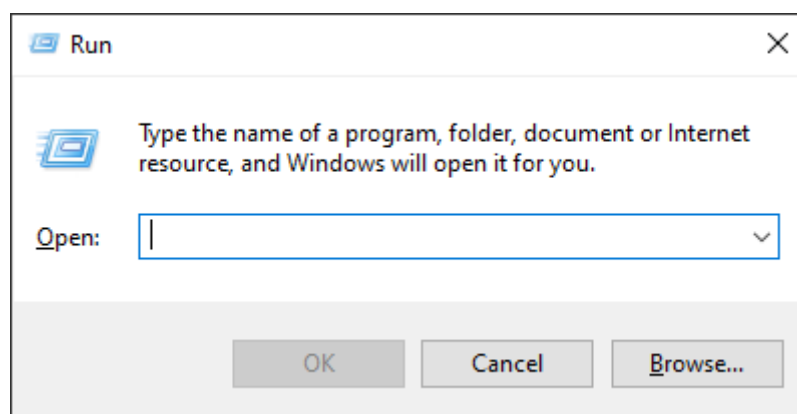 Run
Type the name of a program, folder, document or Internet
resource, and Windows will open it for you.
Open:
OK Cancel Browse...